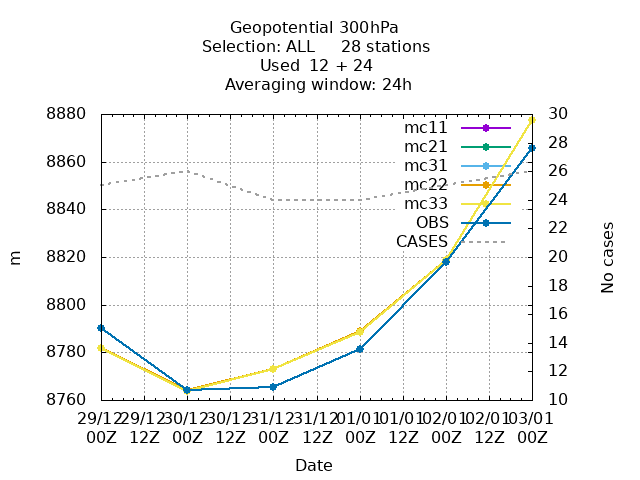 Geopotential 300hPa
Selection: ALL 28 stations
Used 12 + 24
Averaging window: 24h
8880
8860
8840
8820
8800
8780
8760
m
30
28
26
24
22
20
18
16
14
12
10
No cases
mc11
mc21
mc31
mc22
mc33
OBS
CASES
29/12 29/12 30/12 30/12 31/12 31/12 01/01 01/01 02/01 02/01 03/01
00Z 12Z 00Z 12Z 00Z 12Z 00Z 12Z 00Z 12Z 00Z
Date